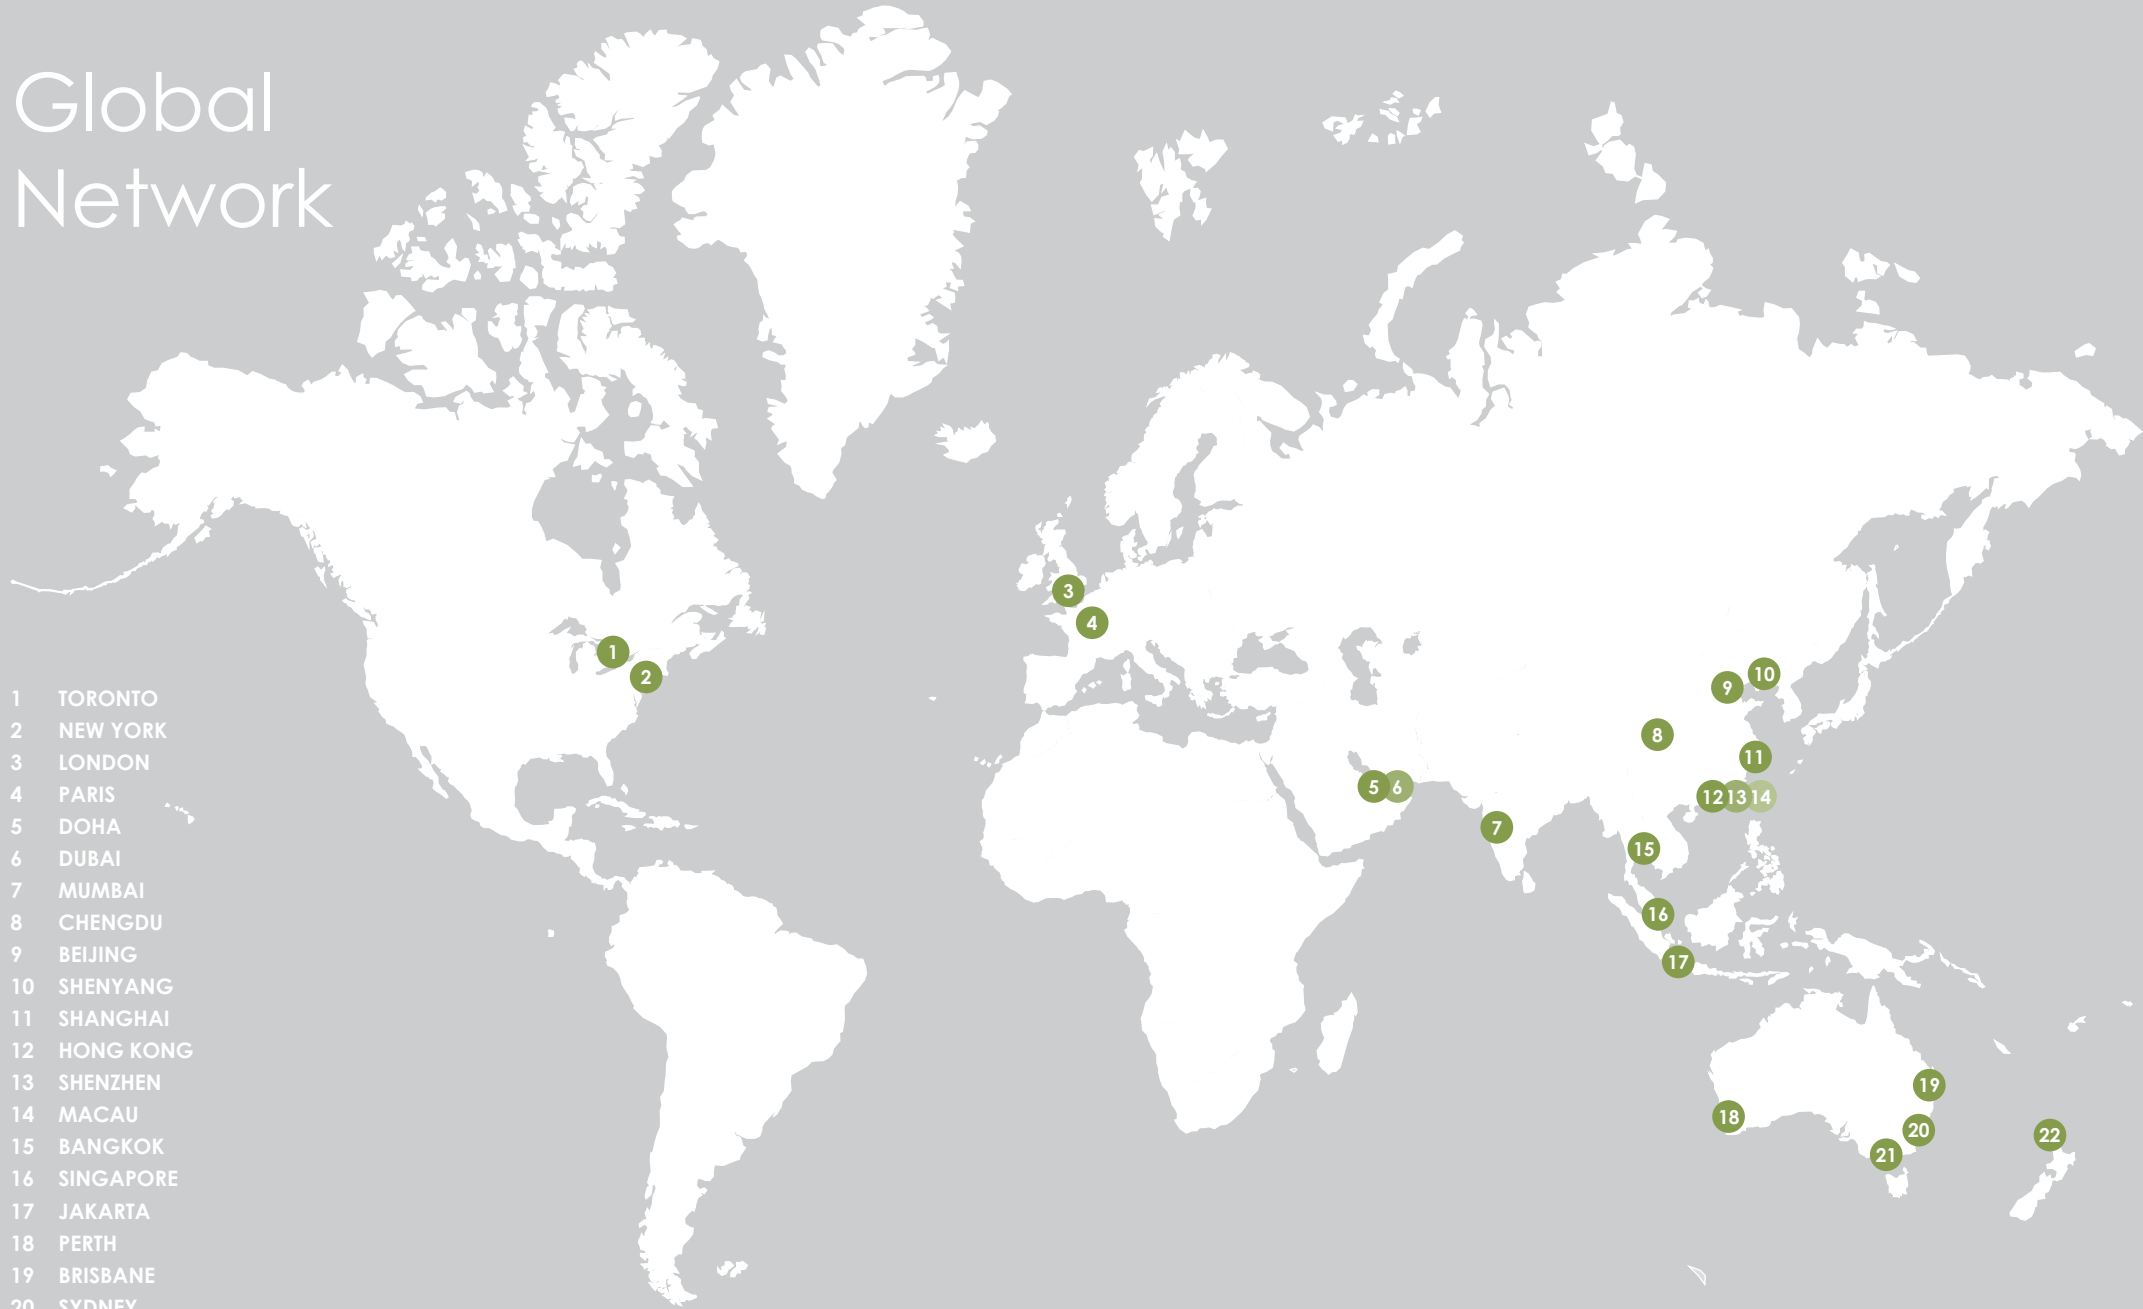 Global
Network
1 TORONTO
2 NEW YORK
3 LONDON
4 PARIS
5 DOHA
6 DUBAI
7 MUMBAI
8 CHENGDU
9 BEIJING
10 SHENYANG
11 SHANGHAI
12 HONG KONG
13 SHENZHEN
14 MACAU
15 BANGKOK
16 SINGAPORE
17 JAKARTA
18 PERTH
19 BRISBANE
20 SYDNEY
3
4
1
2
10
9
8
11
5 6
12 13 14
7
15
16
17
19
18
20
22
21